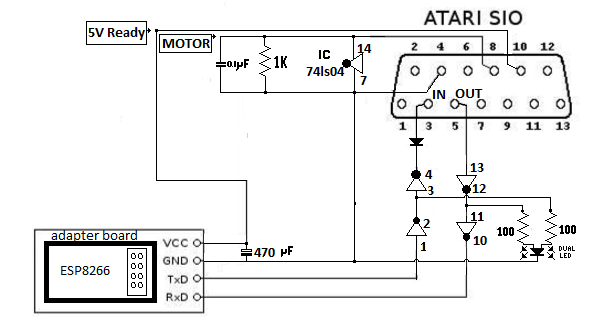 ATARI SIO
5V Ready
MOTOR
2 4 6 8 10 12
IC 14
74ls04
7
0.1µF
1K
IN OUT
1 3 5 7 9 11 13
4
3
13
12
2
1
11
10
100
100
DUAL
LED
adapter board
ESP8266
VCC
GND
TxD
RxD
470 µF